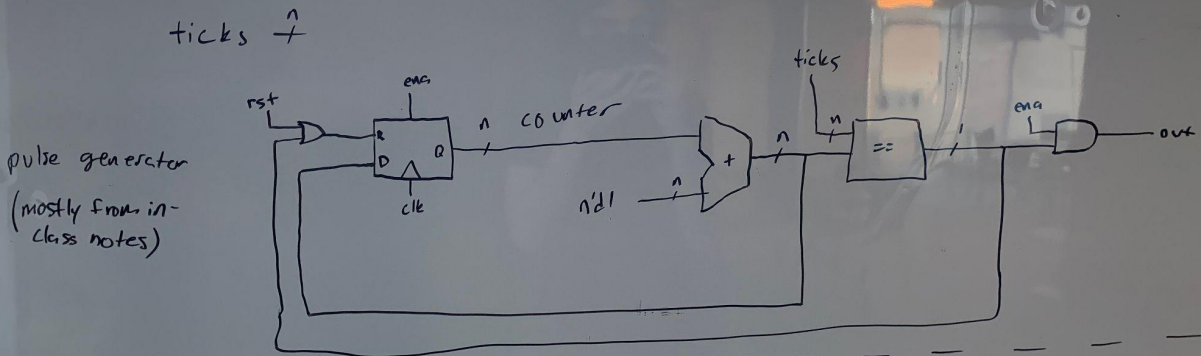 ticks n
ticks
ena
rst
n counter
ena
n
R
n
1
out
Q
+
==
pulse generator
D
n
n'd1
clk
(mostly from in-
class notes)